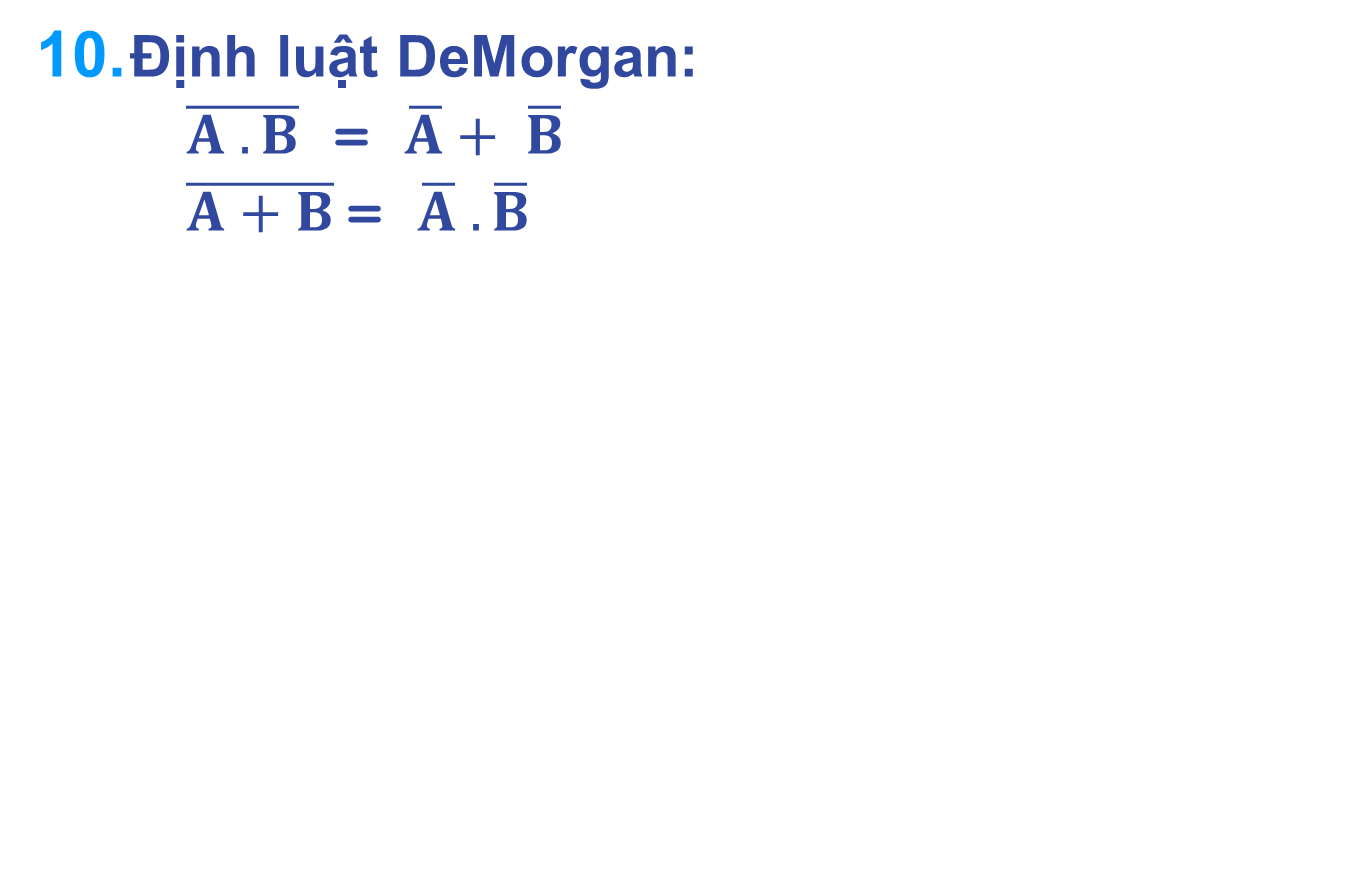 10. Định luật DeMorgan:
A̅ ̅.̅ ̅B̅ = A̅ + B̅
A̅ ̅+̅ ̅B̅ = A̅ . B̅